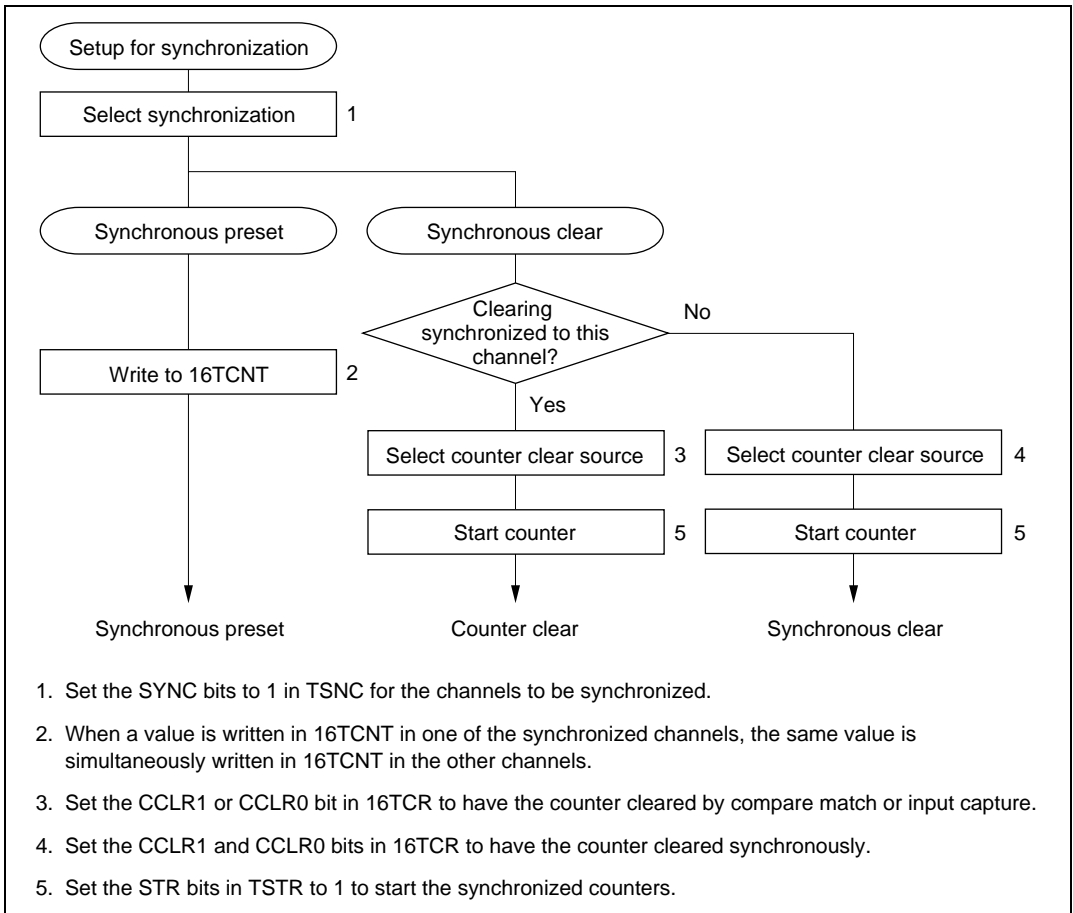 Setup for synchronization
Select synchronization 1
Synchronous preset
Synchronous clear
Clearing
synchronized to this
channel?
No
Write to 16TCNT 2
Yes
Select counter clear source 3
Select counter clear source 4
Start counter 5
Start counter 5
Synchronous preset
Counter clear
Synchronous clear
1. Set the SYNC bits to 1 in TSNC for the channels to be synchronized.
2. When a value is written in 16TCNT in one of the synchronized channels, the same value is
simultaneously written in 16TCNT in the other channels.
3. Set the CCLR1 or CCLR0 bit in 16TCR to have the counter cleared by compare match or input capture.
4. Set the CCLR1 and CCLR0 bits in 16TCR to have the counter cleared synchronously.
5. Set the STR bits in TSTR to 1 to start the synchronized counters.